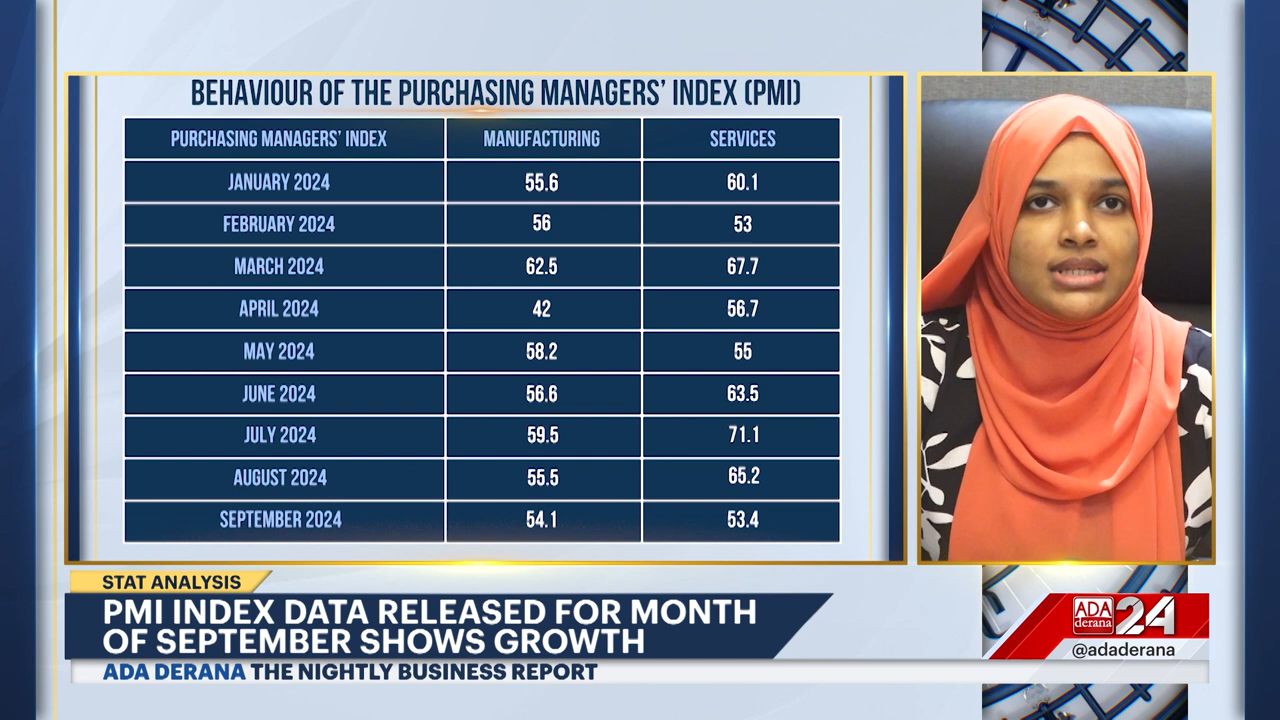 BEHAVIOUR OF THE PURCHASING MANAGERS' INDEX (PMI)
PURCHASING MANAGERS' INDEX MANUFACTURING SERVICES
JANUARY 2024 55.6 60.1
FEBRUARY 2024 56 53
MARCH 2024 62.5 67.7
APRIL 2024 42 56.7
MAY 2024 58.2 55
JUNE 2024 56.6 63.5
JULY 2024 59.5 71.1
AUGUST 2024 55.5 65.2
SEPTEMBER 2024 54.1 53.4
STAT ANALYSIS
PMI INDEX DATA RELEASED FOR MONTH
OF SEPTEMBER SHOWS GROWTH
ADA DERANA THE NIGHTLY BUSINESS REPORT
ADA
derana 24
@adaderana